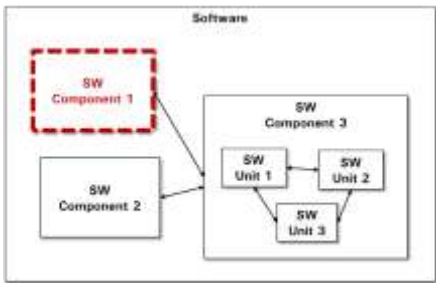 Software
SW
Component 1
SW
Component 2
SW
Component 3
SW
Unit 1
SW
Unit 2
SW
Unit 3